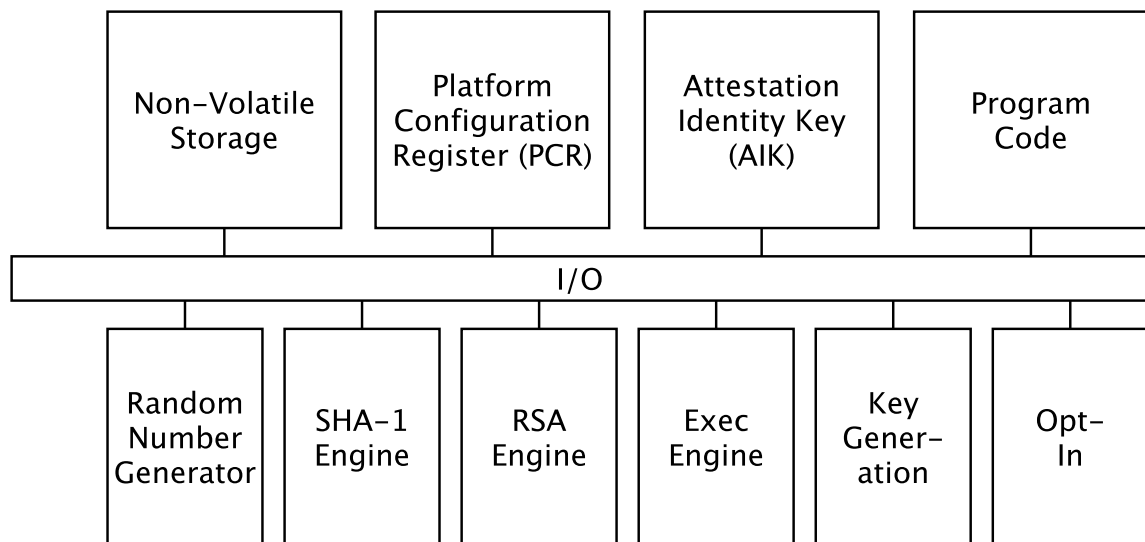 Non-Volatile
Storage
Platform
Configuration
Register (PCR)
Attestation
Identity Key
(AIK)
Program
Code
I/O
Random
Number
Generator
SHA-1
Engine
RSA
Engine
Exec
Engine
Key
Gener-
ation
Opt-
In